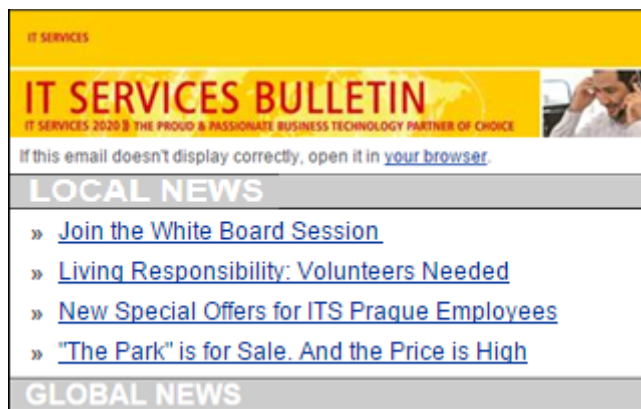 IT SERVICES
IT SERVICES BULLETIN
IT SERVICES 2020 THE PROUD & PASSIONATE BUSINESS TECHNOLOGY PARTNER OF CHOICE
If this email doesn't display correctly, open it in your browser.
LOCAL NEWS
» Join the White Board Session
» Living Responsibility: Volunteers Needed
» New Special Offers for ITS Prague Employees
» "The Park" is for Sale. And the Price is High
GLOBAL NEWS